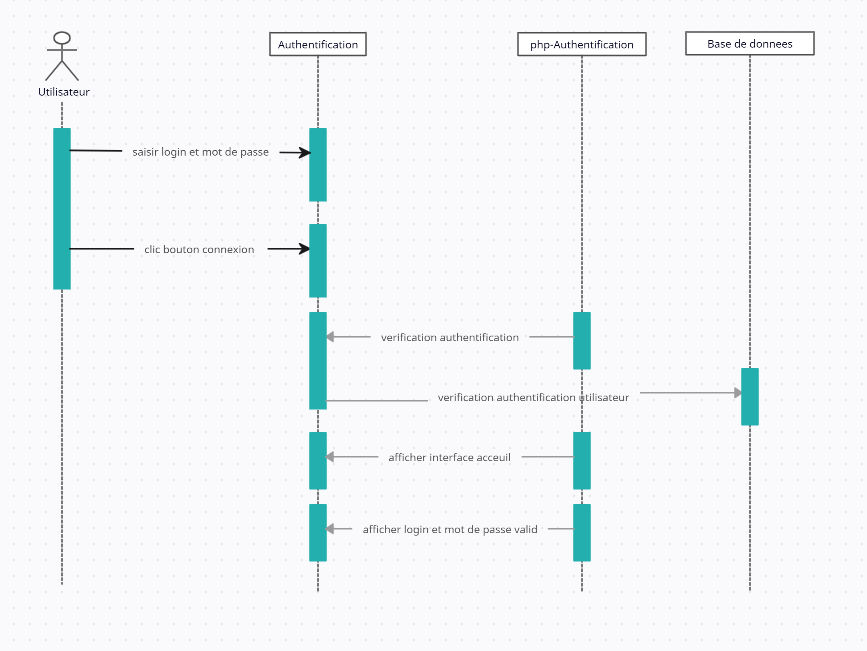 Authentification
php-Authentification
Base de donnees
Utilisateur
saisir login et mot de passe
clic bouton connexion
verification authentification
verification authentification utilisateur
afficher interface acceuil
afficher login et mot de passe valid